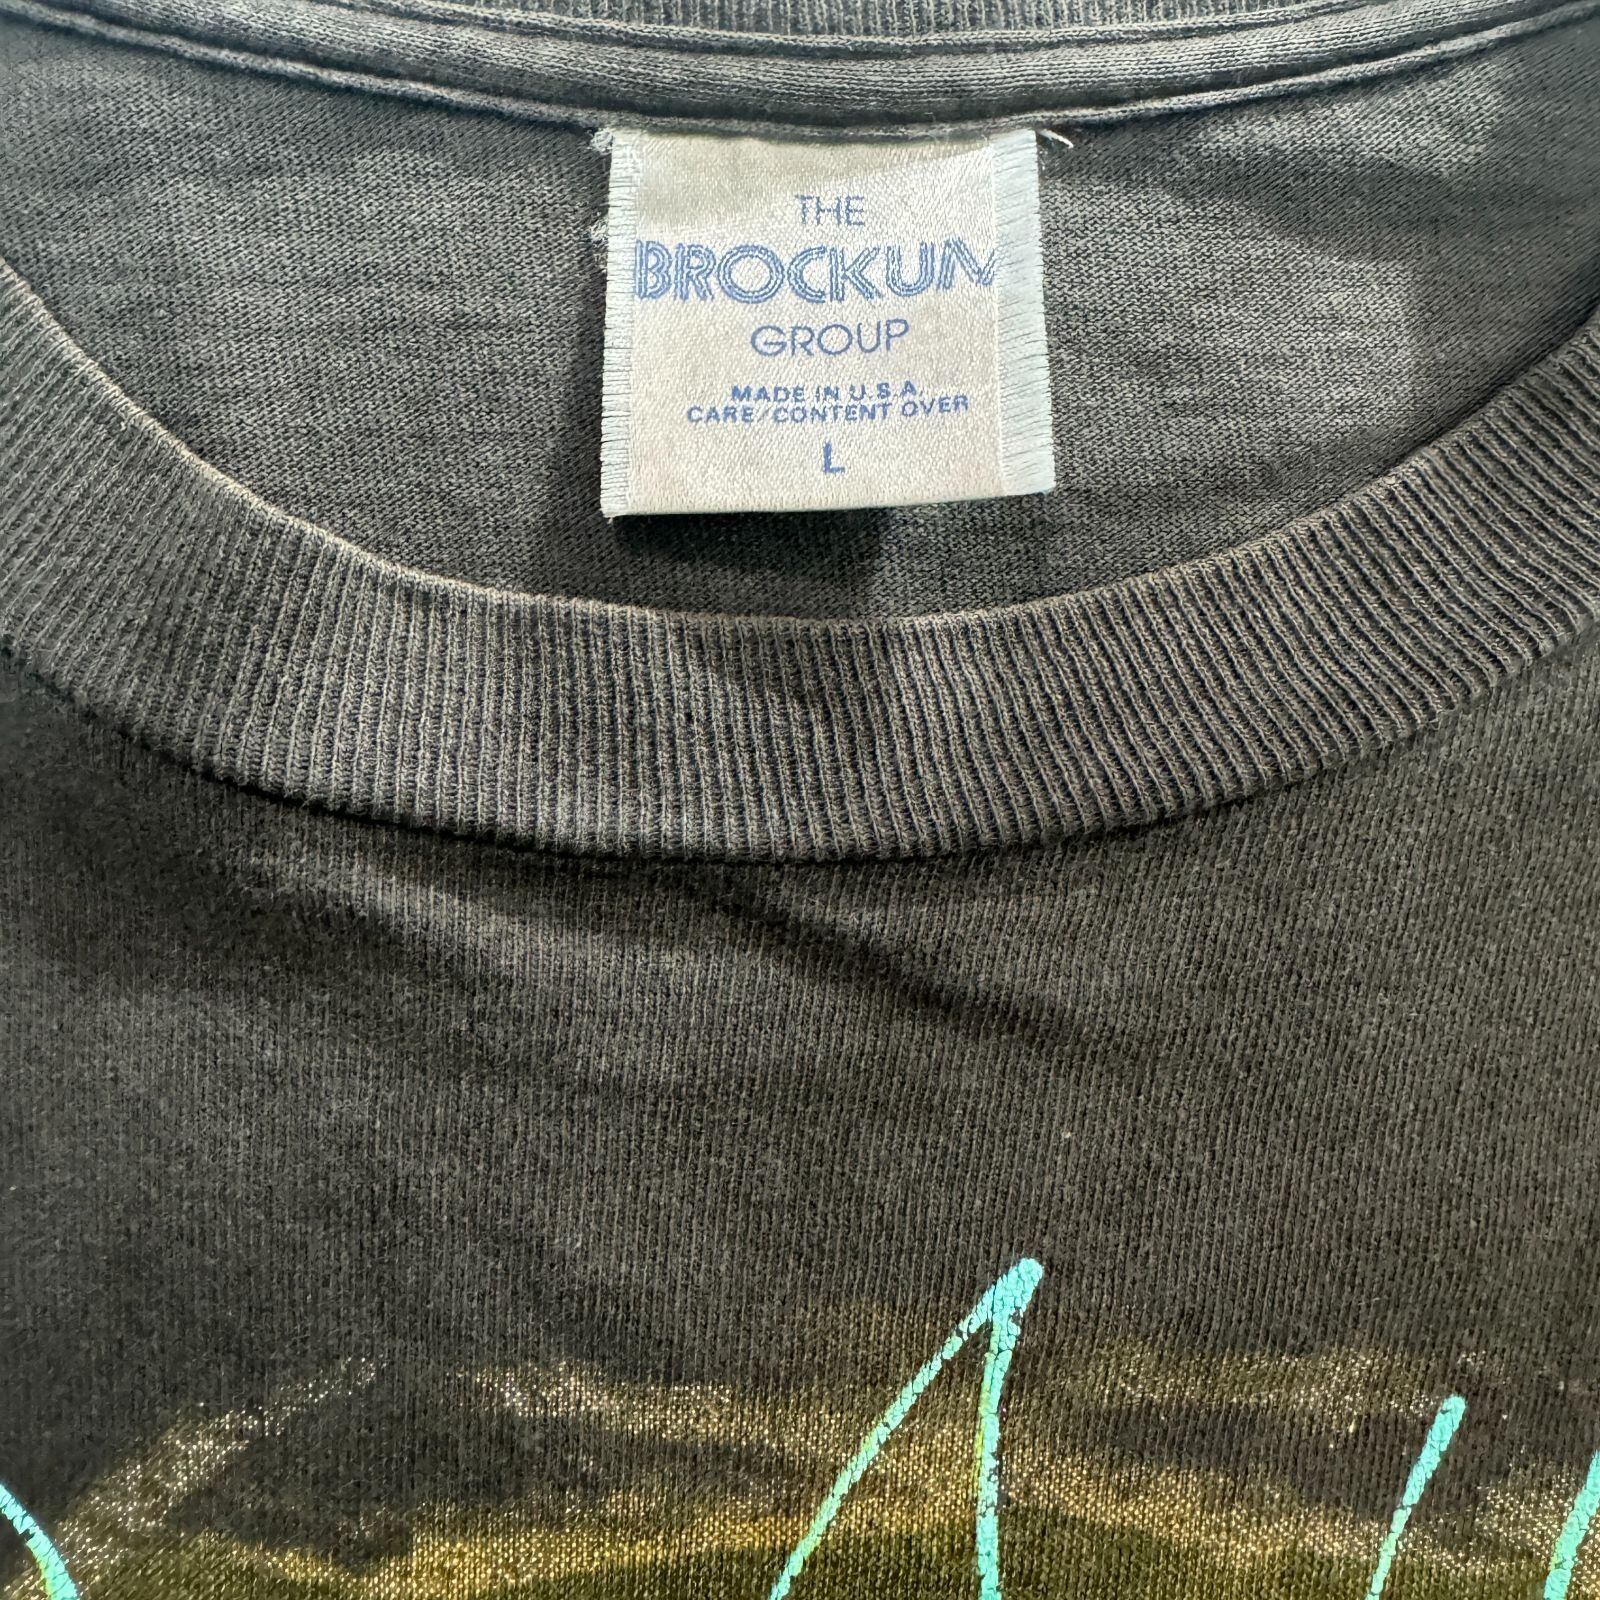 THE
BROCKUM
GROUP
MADE IN U.S.A.
CARE/CONTENT OVER
L